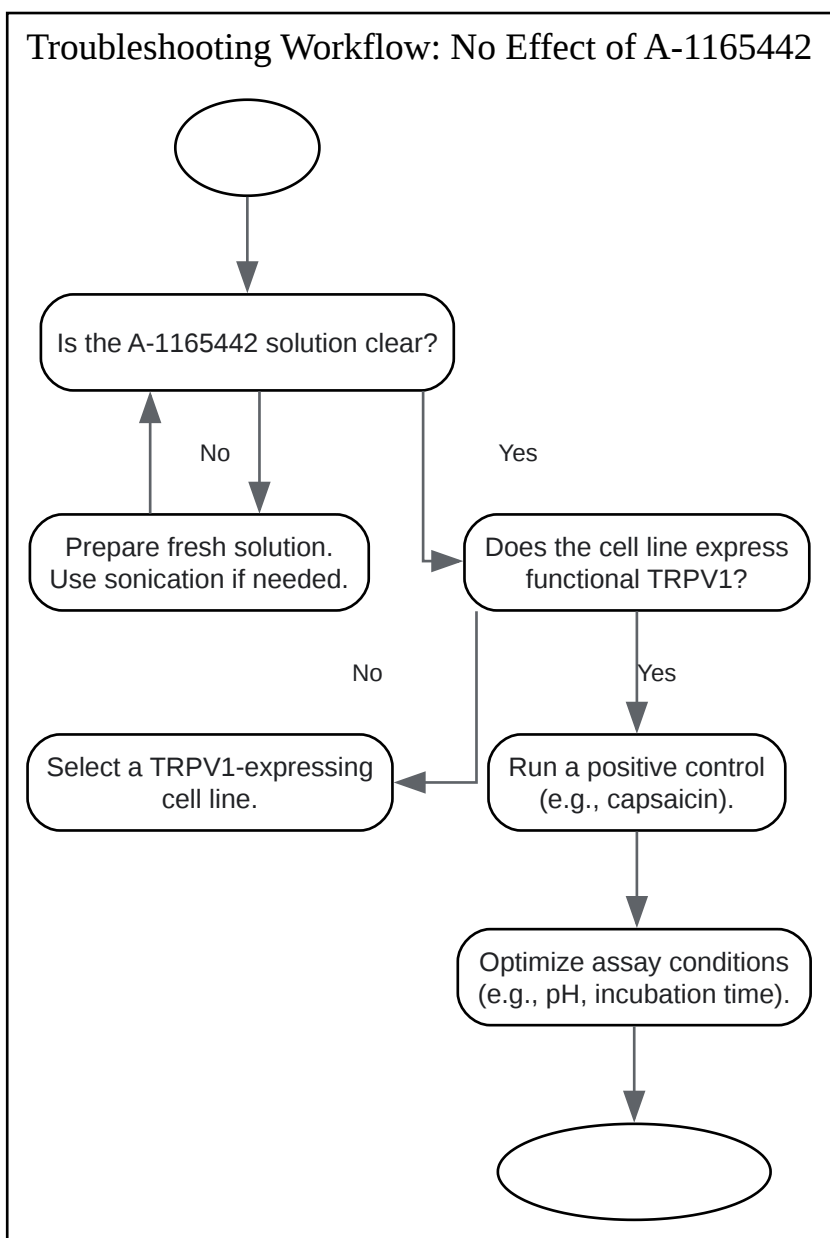 Troubleshooting Workflow: No Effect of A-1165442
Is the A-1165442 solution clear?
No
Yes
Prepare fresh solution.
Use sonication if needed.
Does the cell line express
functional TRPV1?
No
Yes
Select a TRPV1-expressing
cell line.
Run a positive control
(e.g., capsaicin).
Optimize assay conditions
(e.g., pH, incubation time).